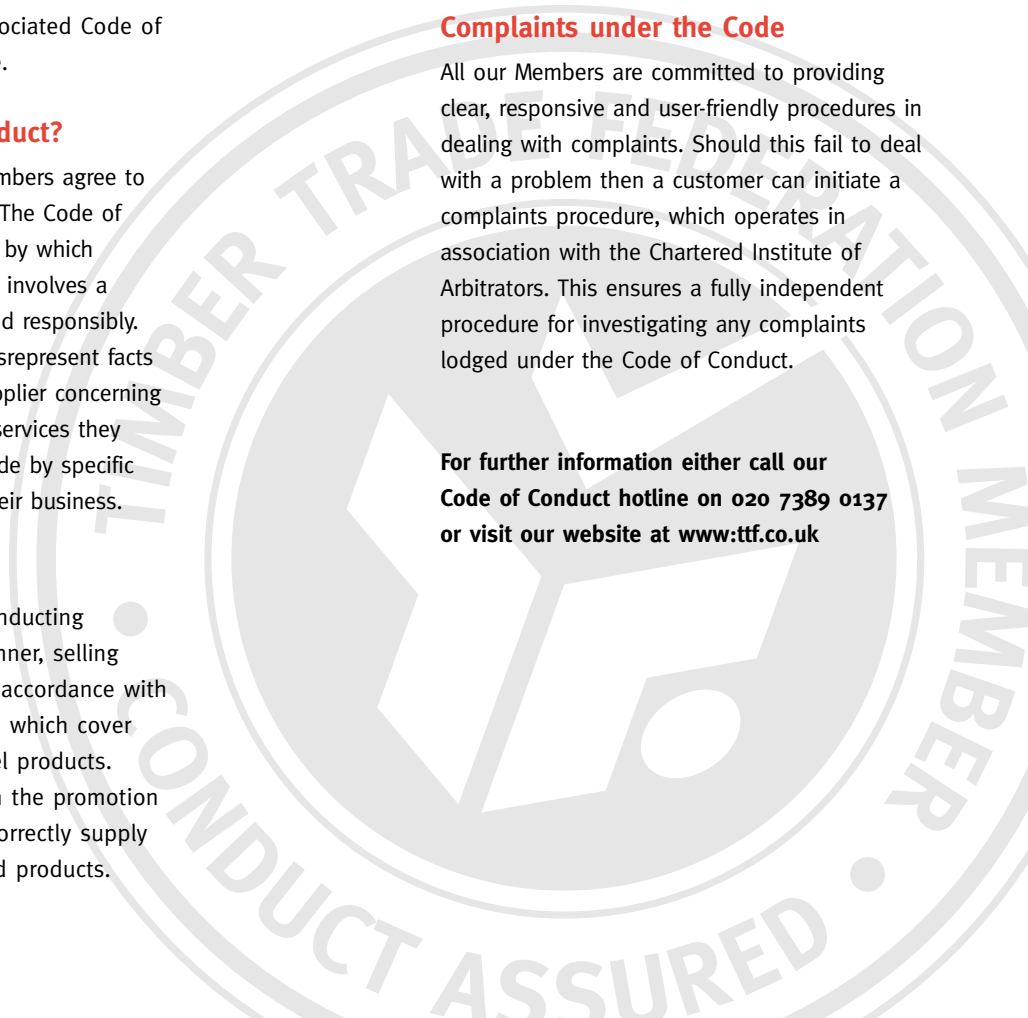 ociated Code of
e.
duct?
mbers agree to
The Code of
by which
involves a
d responsibly.
srepresent facts
pplier concerning
services they
de by specific
eir business.
nducting
nner, selling
accordance with
which cover
el products.
n the promotion
orrectly supply
d products.
Complaints under the Code
All our Members are committed to providing
clear, responsive and user-friendly procedures in
dealing with complaints. Should this fail to deal
with a problem then a customer can initiate a
complaints procedure, which operates in
association with the Chartered Institute of
Arbitrators. This ensures a fully independent
procedure for investigating any complaints
lodged under the Code of Conduct.
For further information either call our
Code of Conduct hotline on 020 7389 0137
or visit our website at www:ttf.co.uk
TIMBER TRADE FEDERATION MEMBER
• CONDUCT ASSURED •